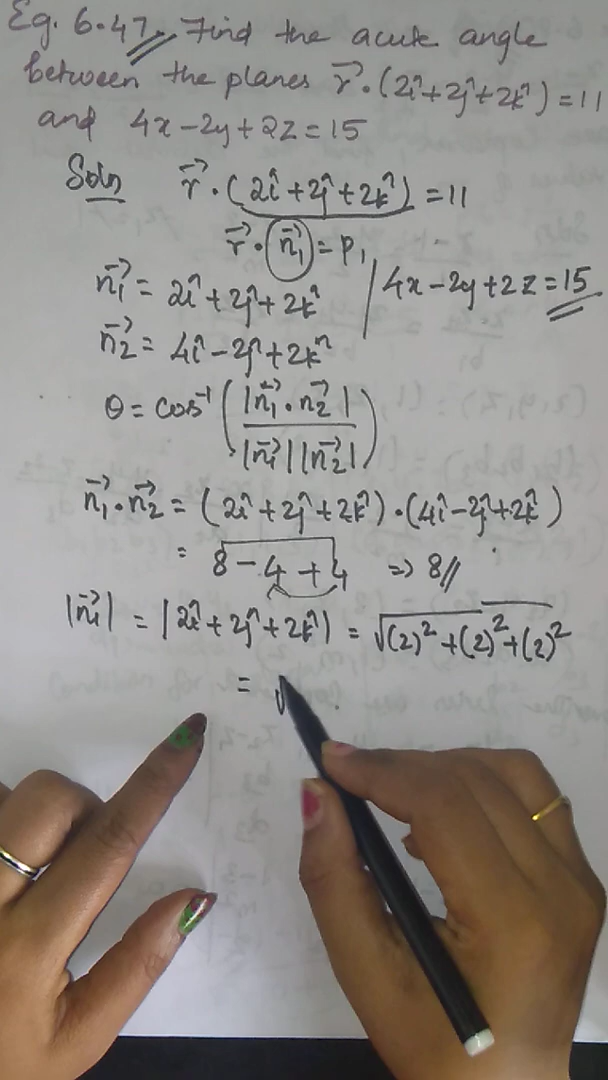 Eg. 6.47. Find the acute angle
between the planes r⃗ · (2î+2ĵ+2k̂) = 11
and 4x-2y+2z=15
Soln r⃗ · (2î+2ĵ+2k̂) = 11
r⃗ · n⃗₁ = P₁
n⃗₁ = 2î+2ĵ+2k̂ | 4x-2y+2z=15
n⃗₂ = 4î-2ĵ+2k̂
θ = cos⁻¹ ( |n⃗₁ · n⃗₂| / |n⃗₁| |n⃗₂| )
n⃗₁ · n⃗₂ = (2î+2ĵ+2k̂) · (4î-2ĵ+2k̂)
= 8-4+4 => 8//
|n⃗₁| = |2î+2ĵ+2k̂| = √(2)²+(2)²+(2)²
= √